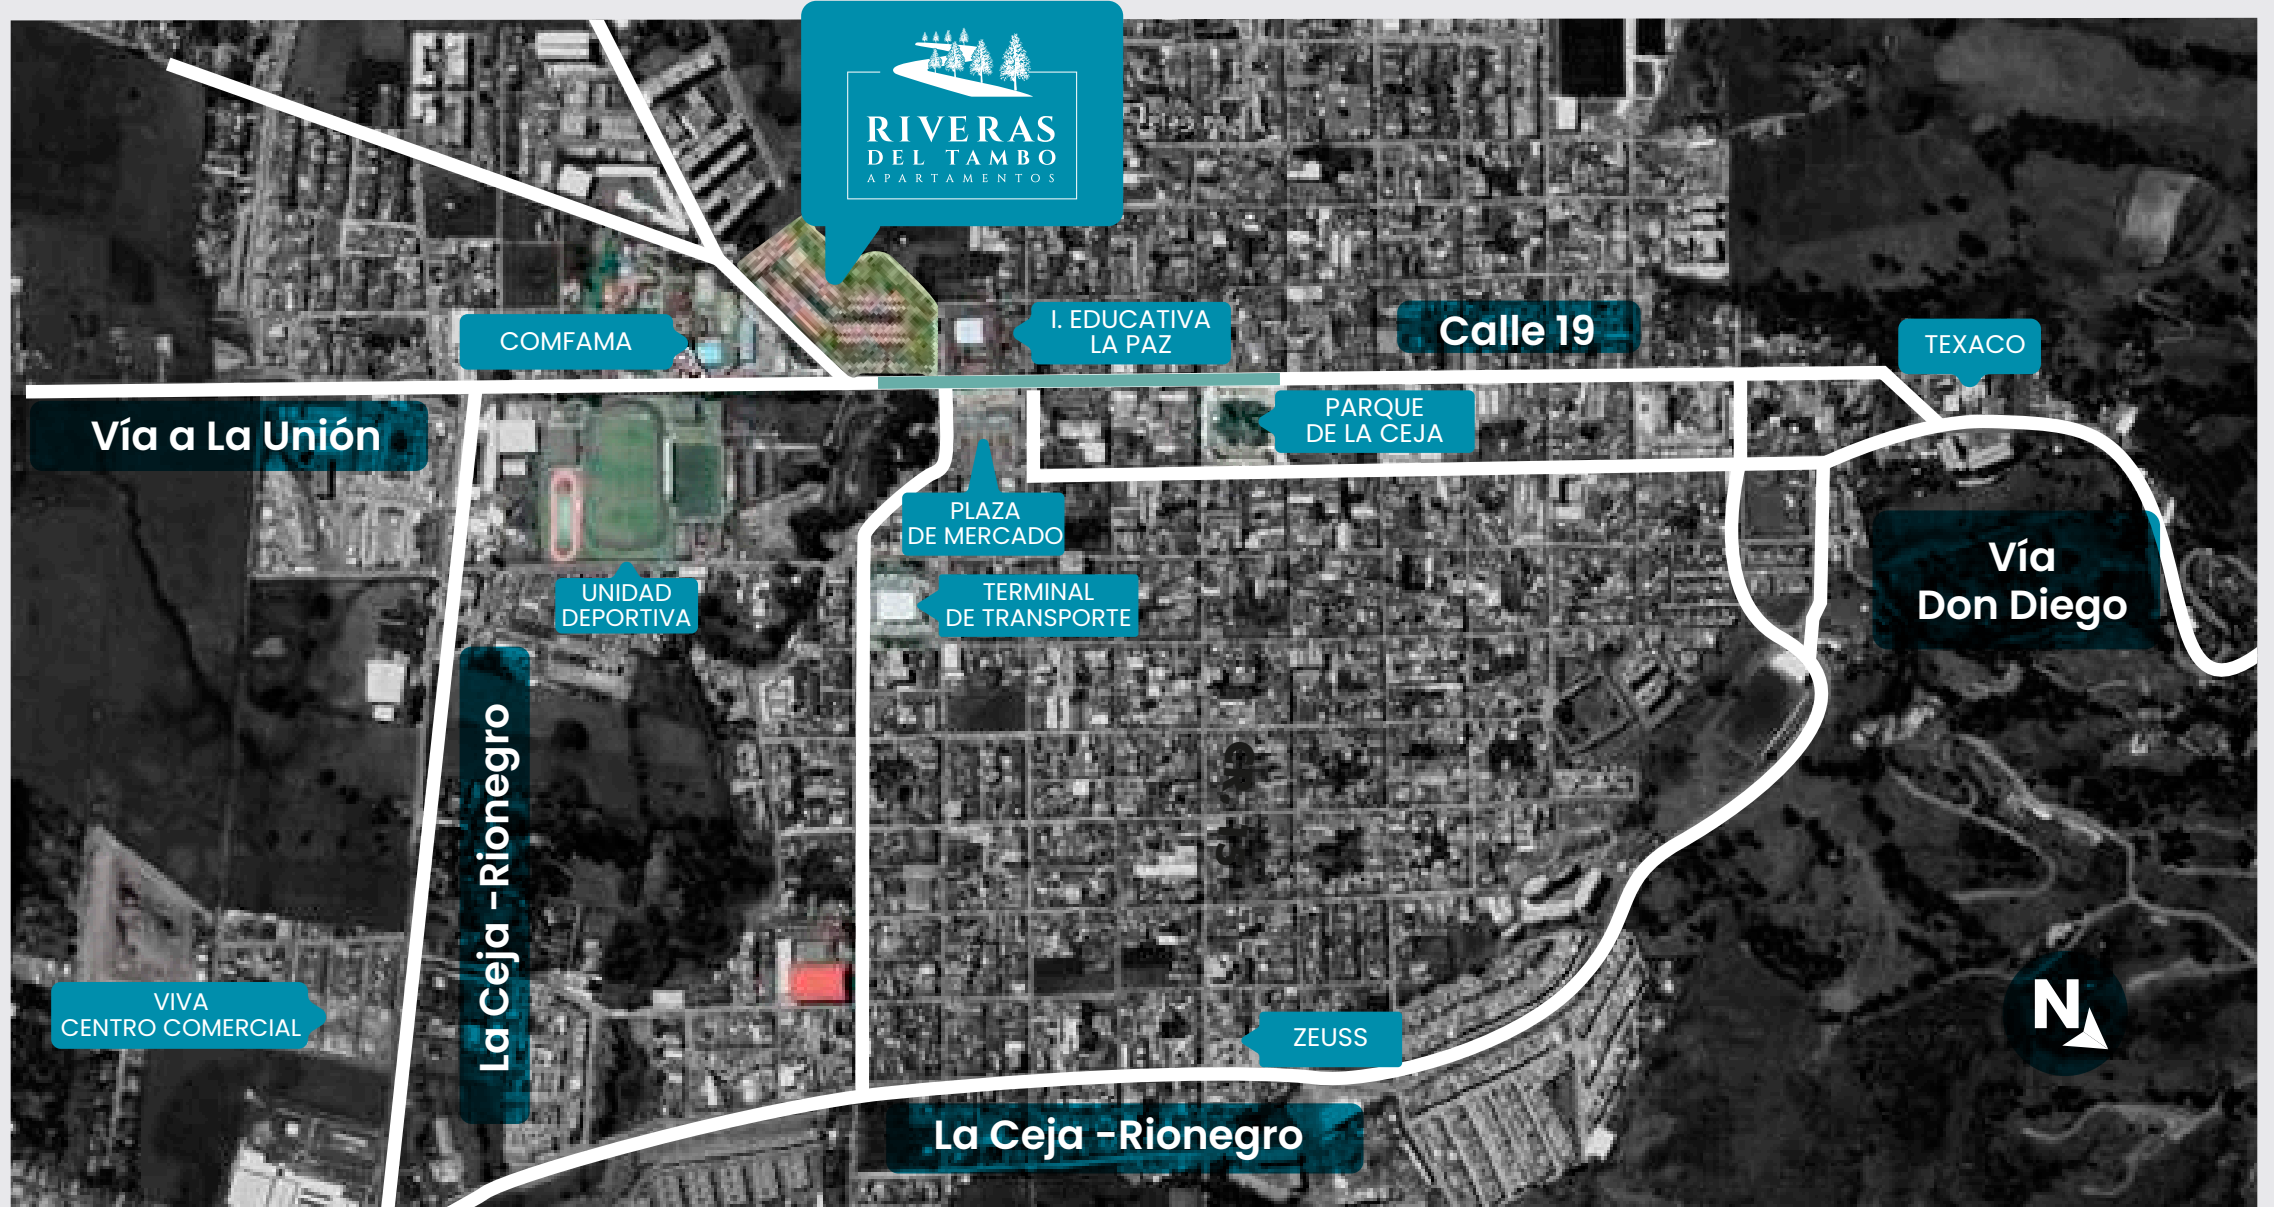 RIVERAS
DEL TAMBO
APARTAMENTOS
COMFAMA
I. EDUCATIVA
LA PAZ
Calle 19
TEXACO
Vía a La Unión
PARQUE
DE LA CEJA
PLAZA
DE MERCADO
UNIDAD
DEPORTIVA
TERMINAL
DE TRANSPORTE
Vía
Don Diego
La Ceja -Rionegro
VIVA
CENTRO COMERCIAL
ZEUSS
N
La Ceja -Rionegro